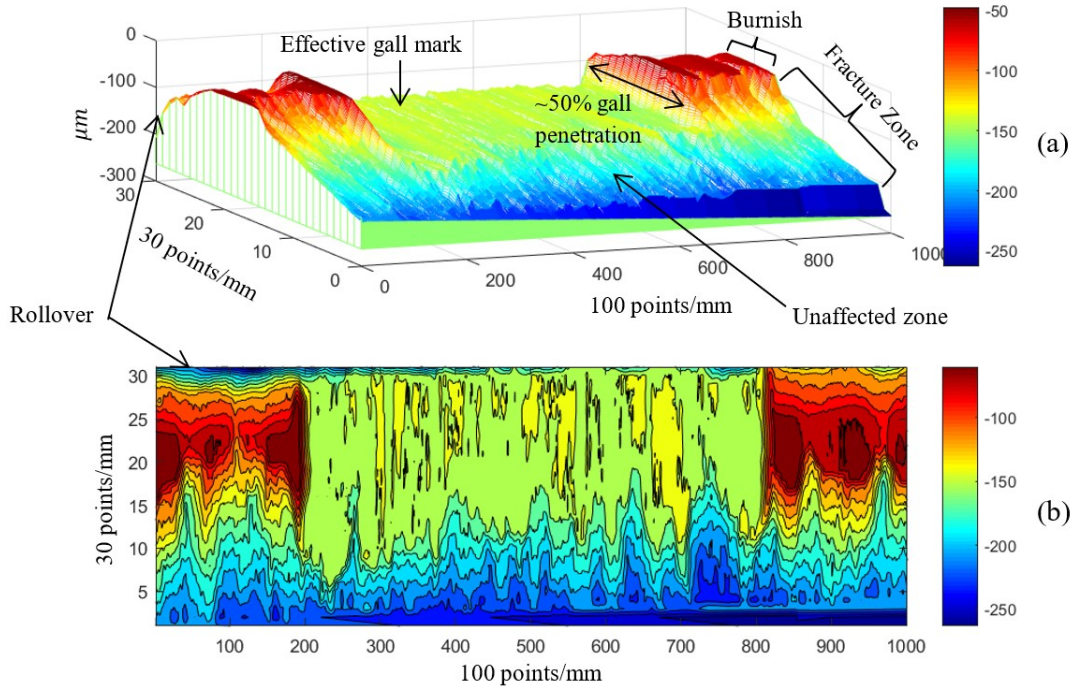 0
-100
-200
-300
μm
30
20
10
0
30 points/mm
0
200
400
600
800
1000
100 points/mm
Effective gall mark
~50% gall
penetration
Burnish
Fracture Zone
Rollover
Unaffected zone
-50
-100
-150
-200
-250
(a)
30
25
20
15
10
5
30 points/mm
100
200
300
400
500
600
700
800
900
1000
100 points/mm
-100
-150
-200
-250
(b)